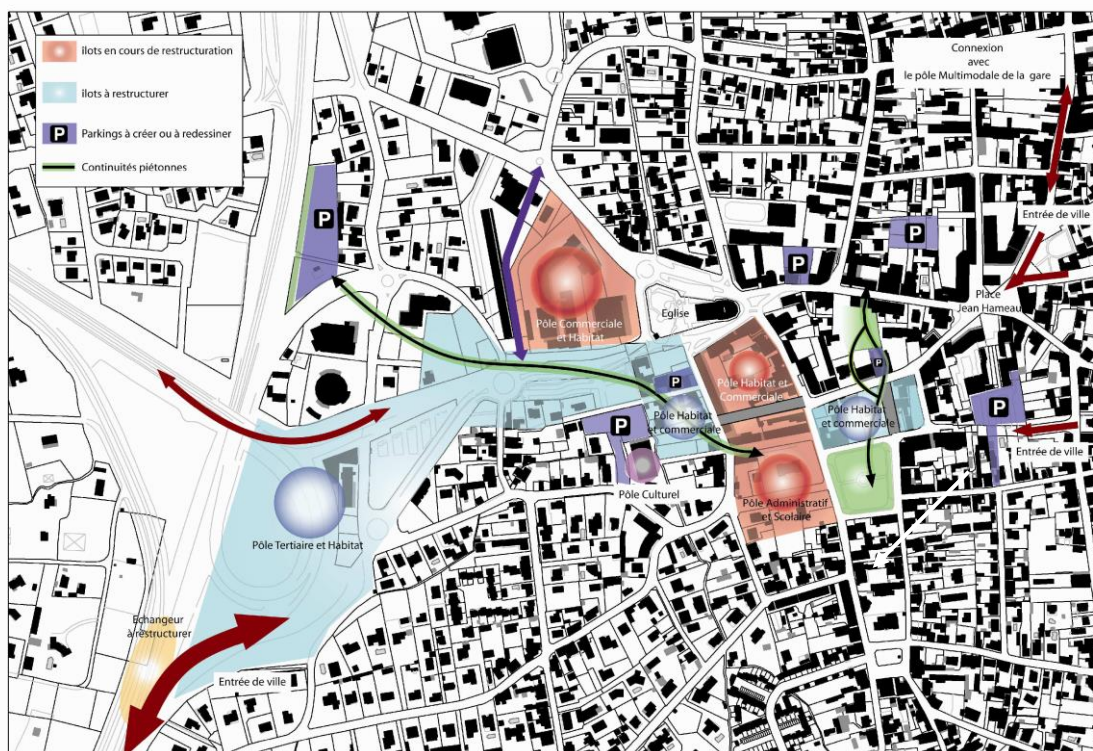 îlots en cours de restructuration
îlots à restructurer
P
Parkings à créer ou à redessiner
Continuités piétonnes
Connexion
avec
le pôle Multimodale de la gare
Entrée de ville
P
P
P
Place
Jean Hameau
Eglise
Pôle Commerciale
et Habitat
Pôle Habitat et
Commerciale
P
P
Pôle Habitat
et commerciale
Pôle Habitat
et commerciale
P
P
Entrée de ville
Pôle Culturel
Pôle Administratif
et Scolaire
Pôle Tertiaire et Habitat
Echangeur
à restructurer
Entrée de ville